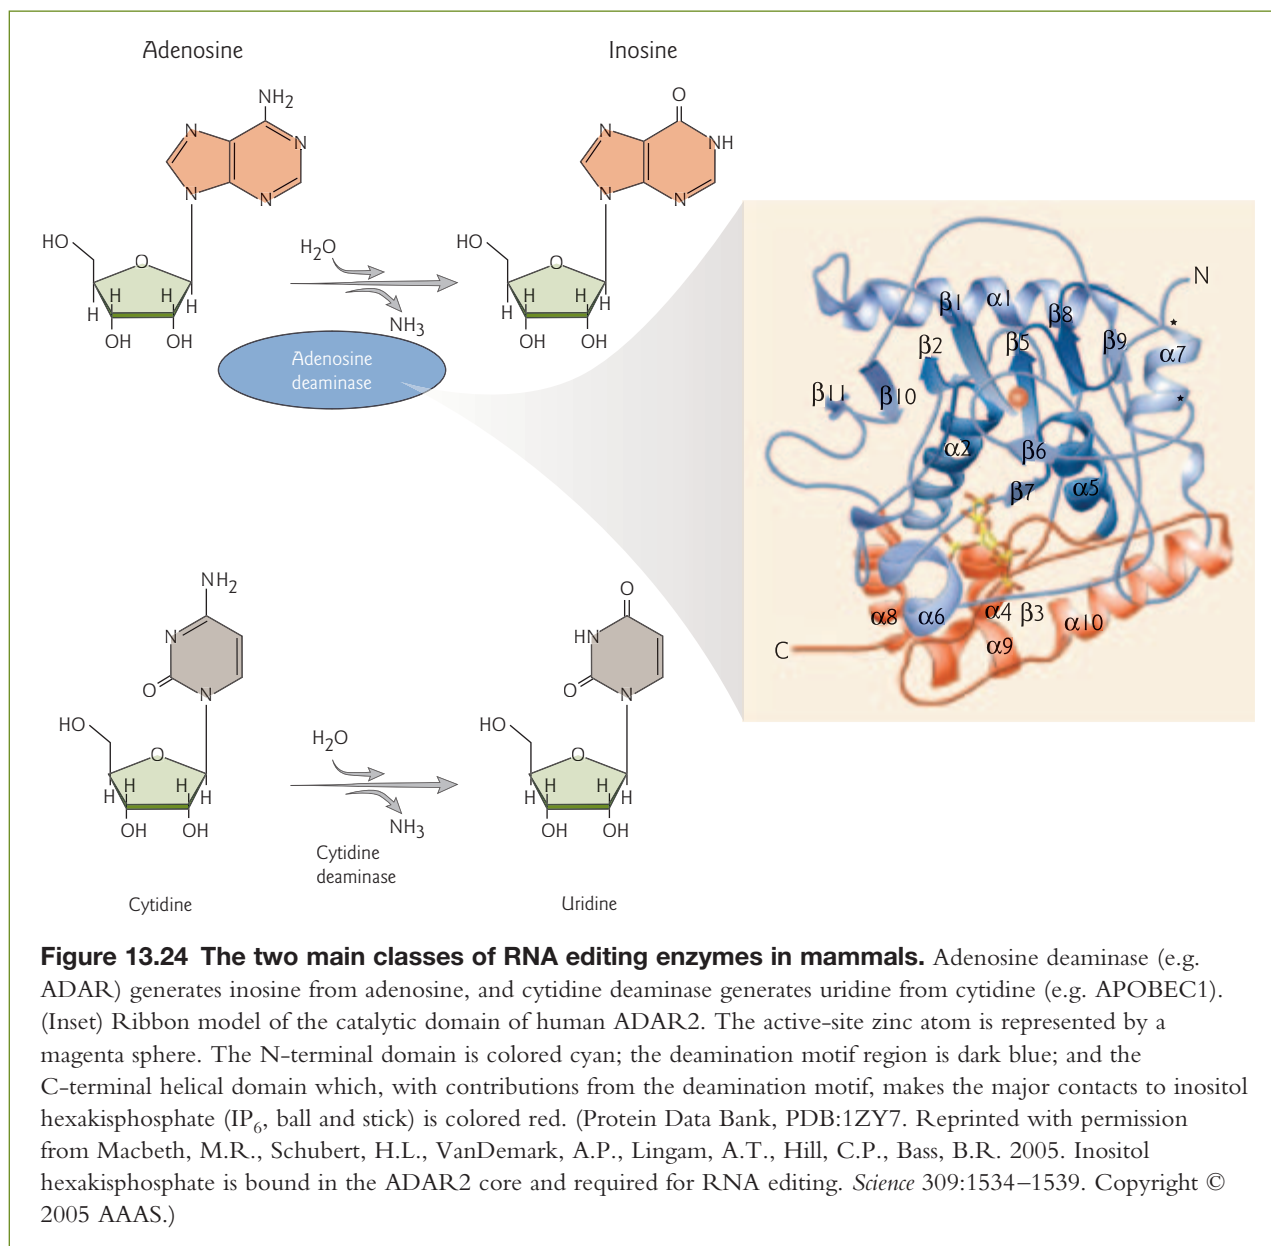 Adenosine
Inosine
NH2
N
N
N
N
HO
O
H
H
H
H
OH
OH
H2O
NH3
Adenosine
deaminase
O
N
NH
N
N
HO
O
H
H
H
H
OH
OH
N
β1
α1
β8
β2
β5
β9
α7
*
β11
β10
*
α2
β6
β7
α5
α8
α6
α4
β3
α10
α9
C
NH2
N
O
N
HO
O
H
H
H
H
OH
OH
H2O
NH3
Cytidine
deaminase
O
HN
O
N
HO
O
H
H
H
H
OH
OH
Cytidine
Uridine
Figure 13.24 The two main classes of RNA editing enzymes in mammals. Adenosine deaminase (e.g.
ADAR) generates inosine from adenosine, and cytidine deaminase generates uridine from cytidine (e.g. APOBEC1).
(Inset) Ribbon model of the catalytic domain of human ADAR2. The active-site zinc atom is represented by a
magenta sphere. The N-terminal domain is colored cyan; the deamination motif region is dark blue; and the
C-terminal helical domain which, with contributions from the deamination motif, makes the major contacts to inositol
hexakisphosphate (IP6, ball and stick) is colored red. (Protein Data Bank, PDB:1ZY7. Reprinted with permission
from Macbeth, M.R., Schubert, H.L., VanDemark, A.P., Lingam, A.T., Hill, C.P., Bass, B.R. 2005. Inositol
hexakisphosphate is bound in the ADAR2 core and required for RNA editing. Science 309:1534–1539. Copyright ©
2005 AAAS.)